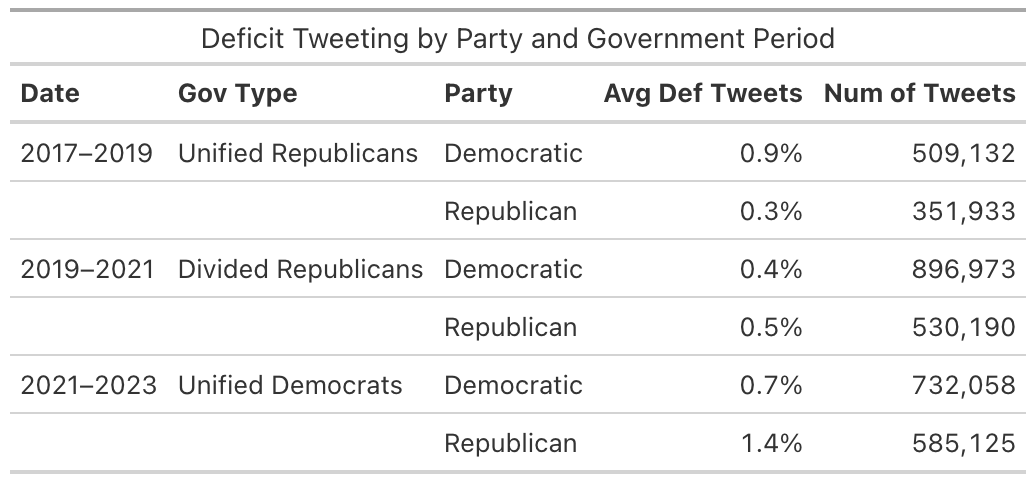 Deficit Tweeting by Party and Government Period
Date Gov Type Party Avg Def Tweets Num of Tweets
2017–2019 Unified Republicans Democratic 0.9% 509,132
Republican 0.3% 351,933
2019–2021 Divided Republicans Democratic 0.4% 896,973
Republican 0.5% 530,190
2021–2023 Unified Democrats Democratic 0.7% 732,058
Republican 1.4% 585,125